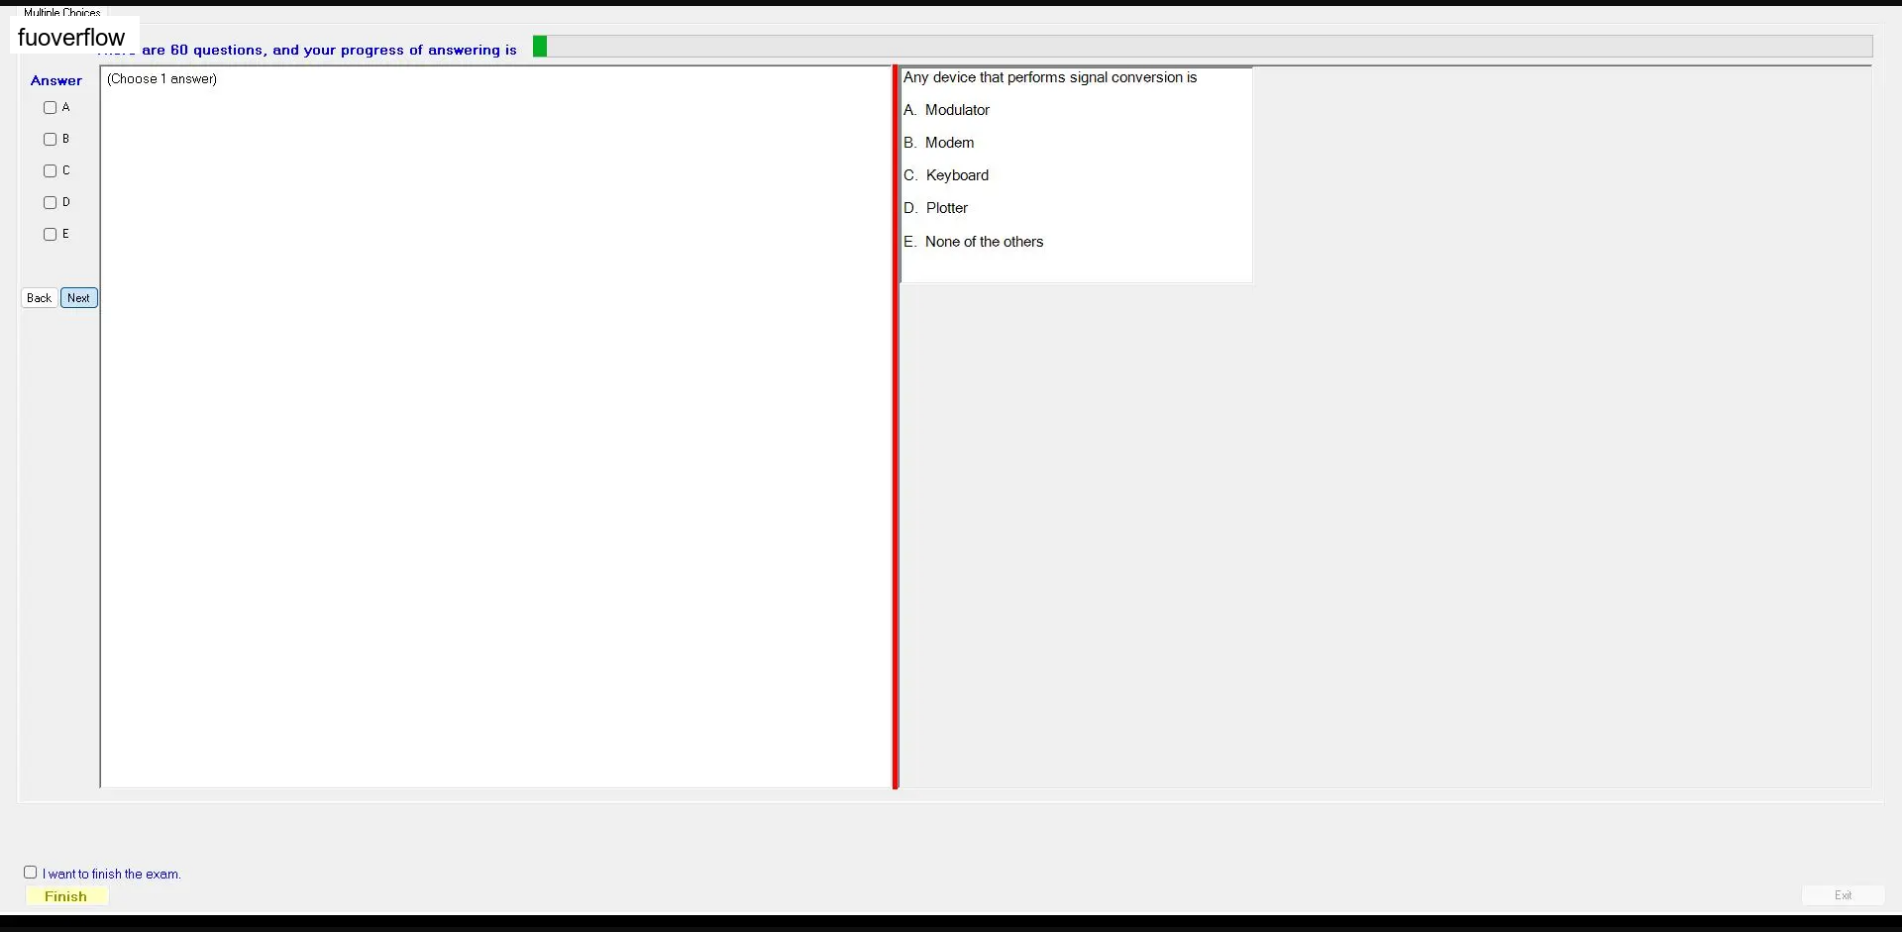 Multiple Choices
fuoverflow
are 60 questions, and your progress of answering is
Answer
(Choose 1 answer)
A
B
C
D
E
Back Next
Any device that performs signal conversion is
A. Modulator
B. Modem
C. Keyboard
D. Plotter
E. None of the others
I want to finish the exam.
Finish
Exit